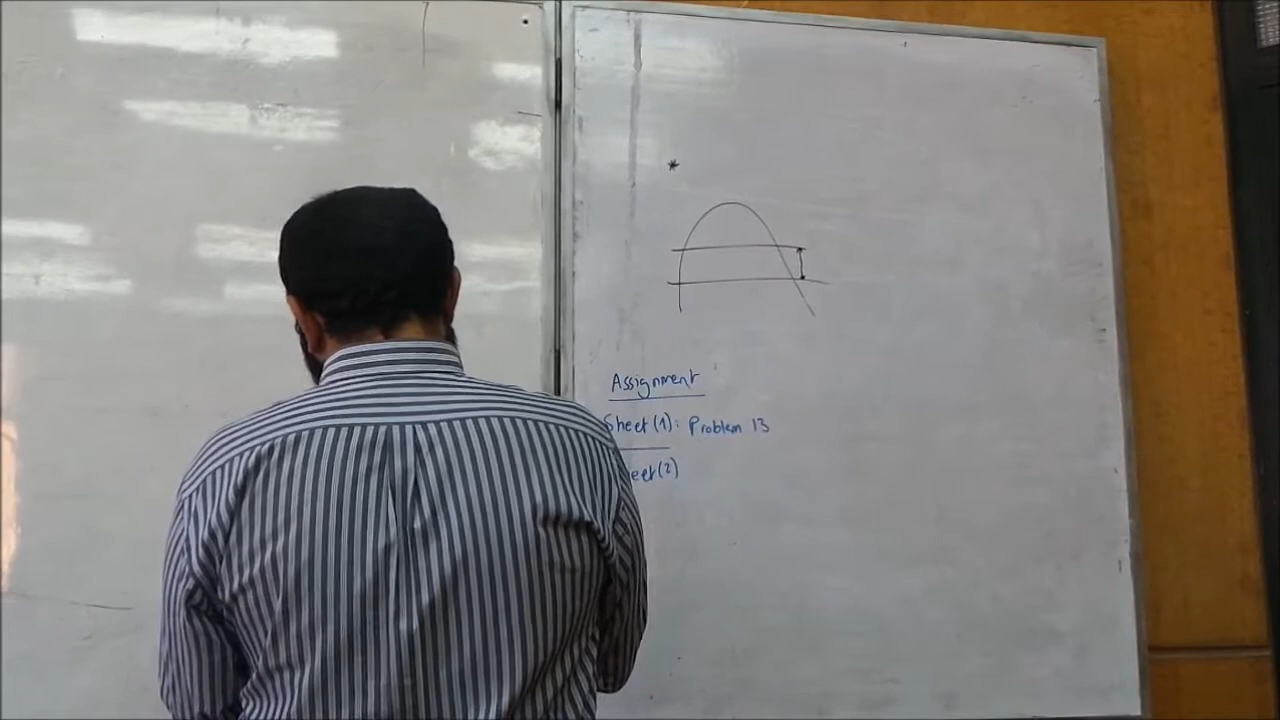 *
Assignment
Sheet(1): Problem 13
eet(2)